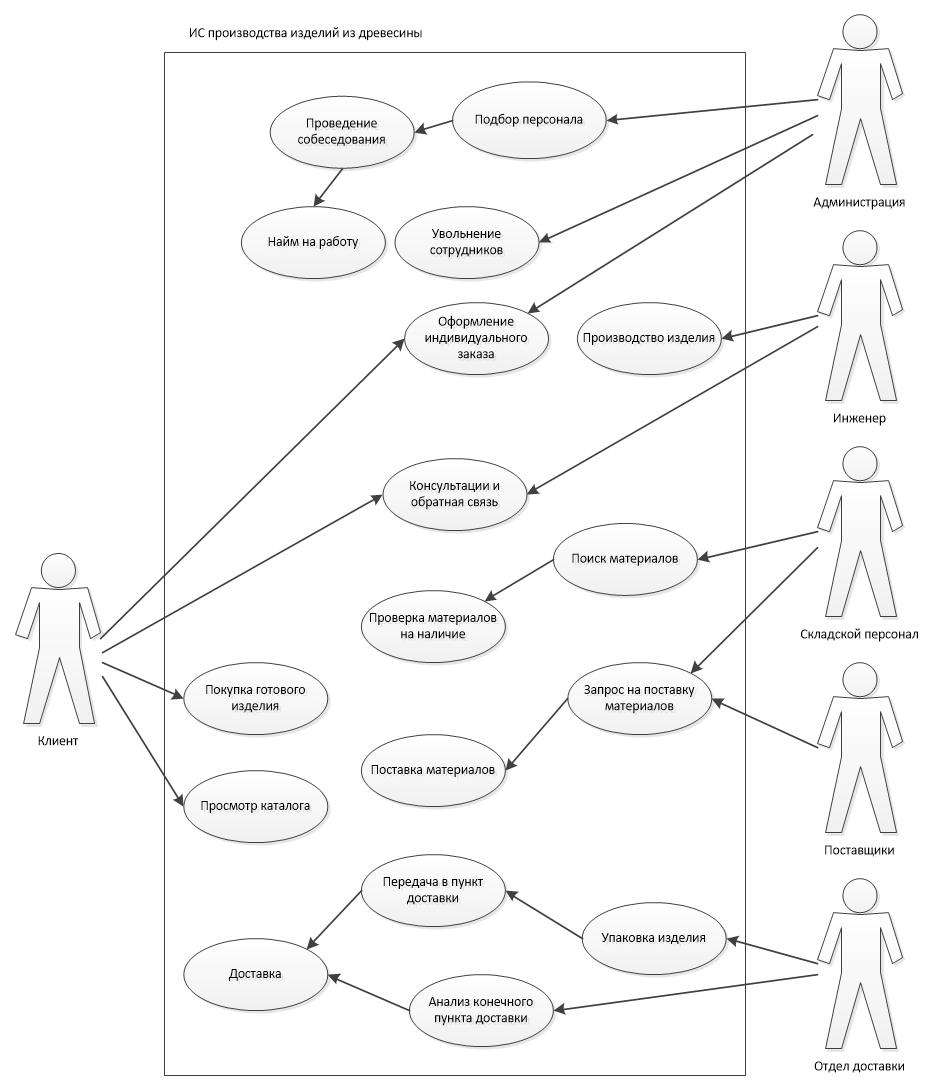 ИС производства изделий из древесины
Подбор персонала
Проведение
собеседования
Администрация
Найм на работу
Увольнение
сотрудников
Оформление
индивидуального
заказа
Производство изделия
Инженер
Консультации и
обратная связь
Поиск материалов
Проверка материалов
на наличие
Складской персонал
Покупка готового
изделия
Запрос на поставку
материалов
Клиент
Поставка материалов
Просмотр каталога
Поставщики
Передача в пункт
доставки
Упаковка изделия
Доставка
Анализ конечного
пункта доставки
Отдел доставки